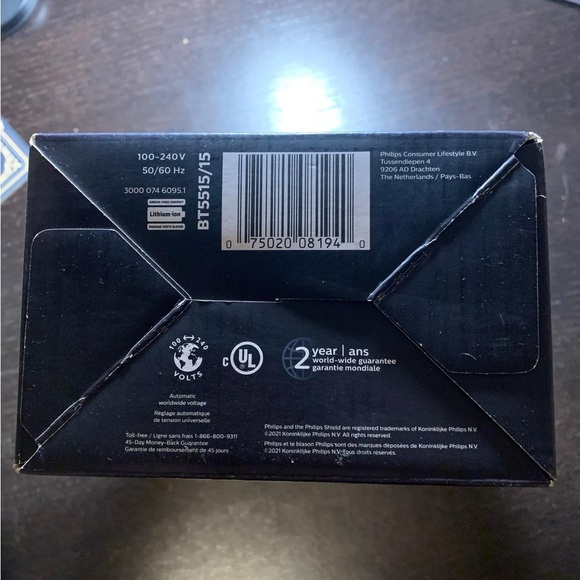 100-240V
50/60 Hz
3000 074 6095.1
Lithium-ion
BT5515/15
0 75020 08194 0
Philips Consumer Lifestyle B.V.
Tussendiepen 4
9206 AD Drachten
The Netherlands / Pays-Bas
100 240
VOLTS
Automatic
worldwide voltage
Réglage automatique
de tension universelle
C UL
2 year | ans
world-wide guarantee
garantie mondiale
Toll-free / Ligne sans frais 1-866-800-9311
45-Day Money-Back Guarantee
Garantie de remboursement de 45 jours
Philips and the Philips Shield are registered trademarks of Koninklijke Philips N.V.
©2021 Koninklijke Philips N.V. All rights reserved.
Philips et le blason Philips sont des marques déposées de Koninklijke Philips N.V.
©2021 Koninklijke Philips N.V. Tous droits réservés.